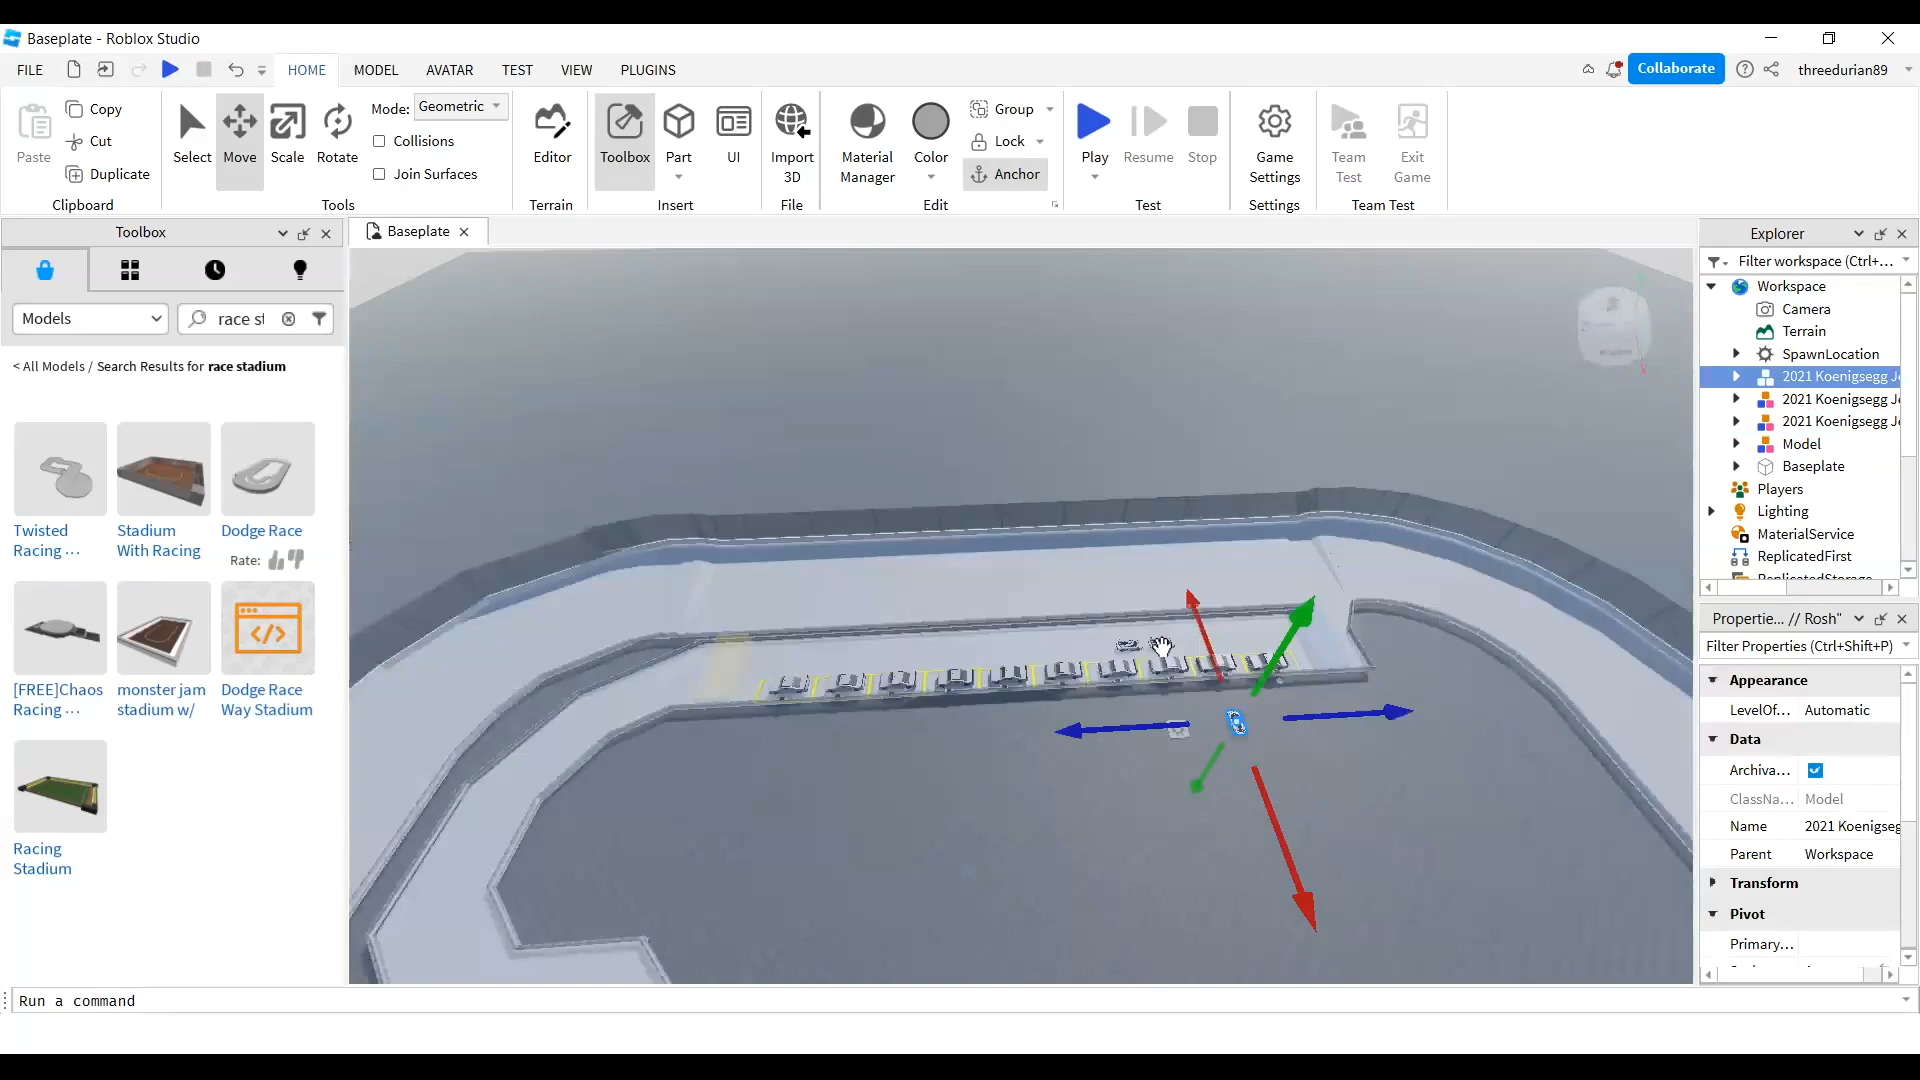 Baseplate - Roblox Studio
FILE HOME MODEL AVATAR TEST VIEW PLUGINS Collaborate threedurian89
Paste
Copy
Cut
Duplicate
Clipboard
Select
Move
Scale
Rotate
Mode: Geometric
Collisions
Join Surfaces
Tools
Editor
Terrain
Toolbox
Part
UI
Insert
Import
3D
File
Material
Manager
Color
Group
Lock
Anchor
Edit
Play
Resume
Stop
Test
Game
Settings
Settings
Team
Test
Exit
Game
Team Test
Toolbox
Models
race st
< All Models / Search Results for race stadium
Twisted
Racing ...
Stadium
With Racing
Dodge Race
Rate:
[FREE]Chaos
Racing ...
monster jam
stadium w/
Dodge Race
Way Stadium
Racing
Stadium
Baseplate
Explorer
Filter workspace (Ctrl+...
Workspace
Camera
Terrain
SpawnLocation
2021 Koenigsegg Je
2021 Koenigsegg Je
2021 Koenigsegg Je
Model
Baseplate
Players
Lighting
MaterialService
ReplicatedFirst
ReplicatedStorage
Propertie... // Rosh"
Filter Properties (Ctrl+Shift+P)
Appearance
LevelOf... Automatic
Data
Archiva...
ClassNa... Model
Name 2021 Koenigseg
Parent Workspace
Transform
Pivot
Primary...
Run a command